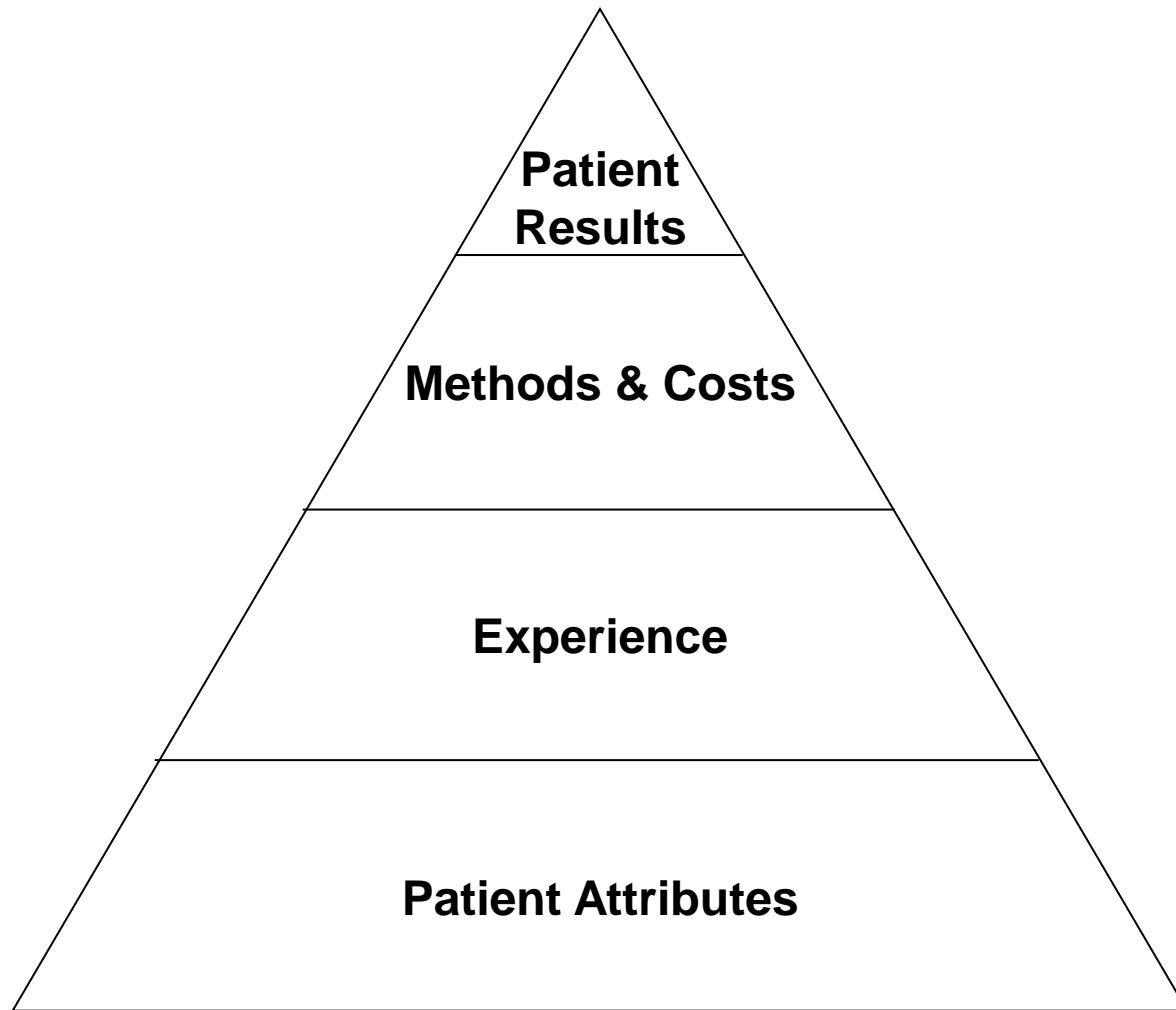 Patient
Results
Methods & Costs
Experience
Patient Attributes